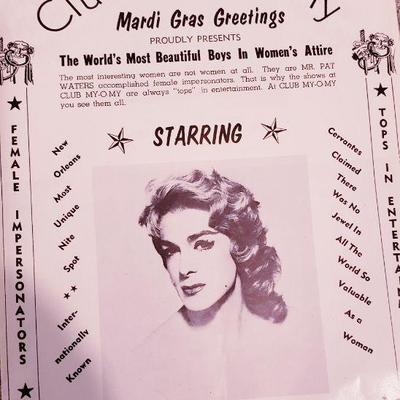 Club
Y
Mardi Gras Greetings
PROUDLY PRESENTS
The World's Most Beautiful Boys In Women's Attire
The most interesting women are not women at all. They are MR. PAT
WATERS accomplished female impersonators. That is why the shows at
CLUB MY-O-MY are always "tops" in entertainment. At CLUB MY-O-MY
you see them all.
STARRING
FEMALE IMPERSONATORS
New
Orleans
Most
Unique
Nite
Spot
Inter-
nationally
Known
Cervantes
Claimed
There
Was No
Jewel In
All The
World So
Valuable
As a
Woman
TOPS IN ENTERTAIN